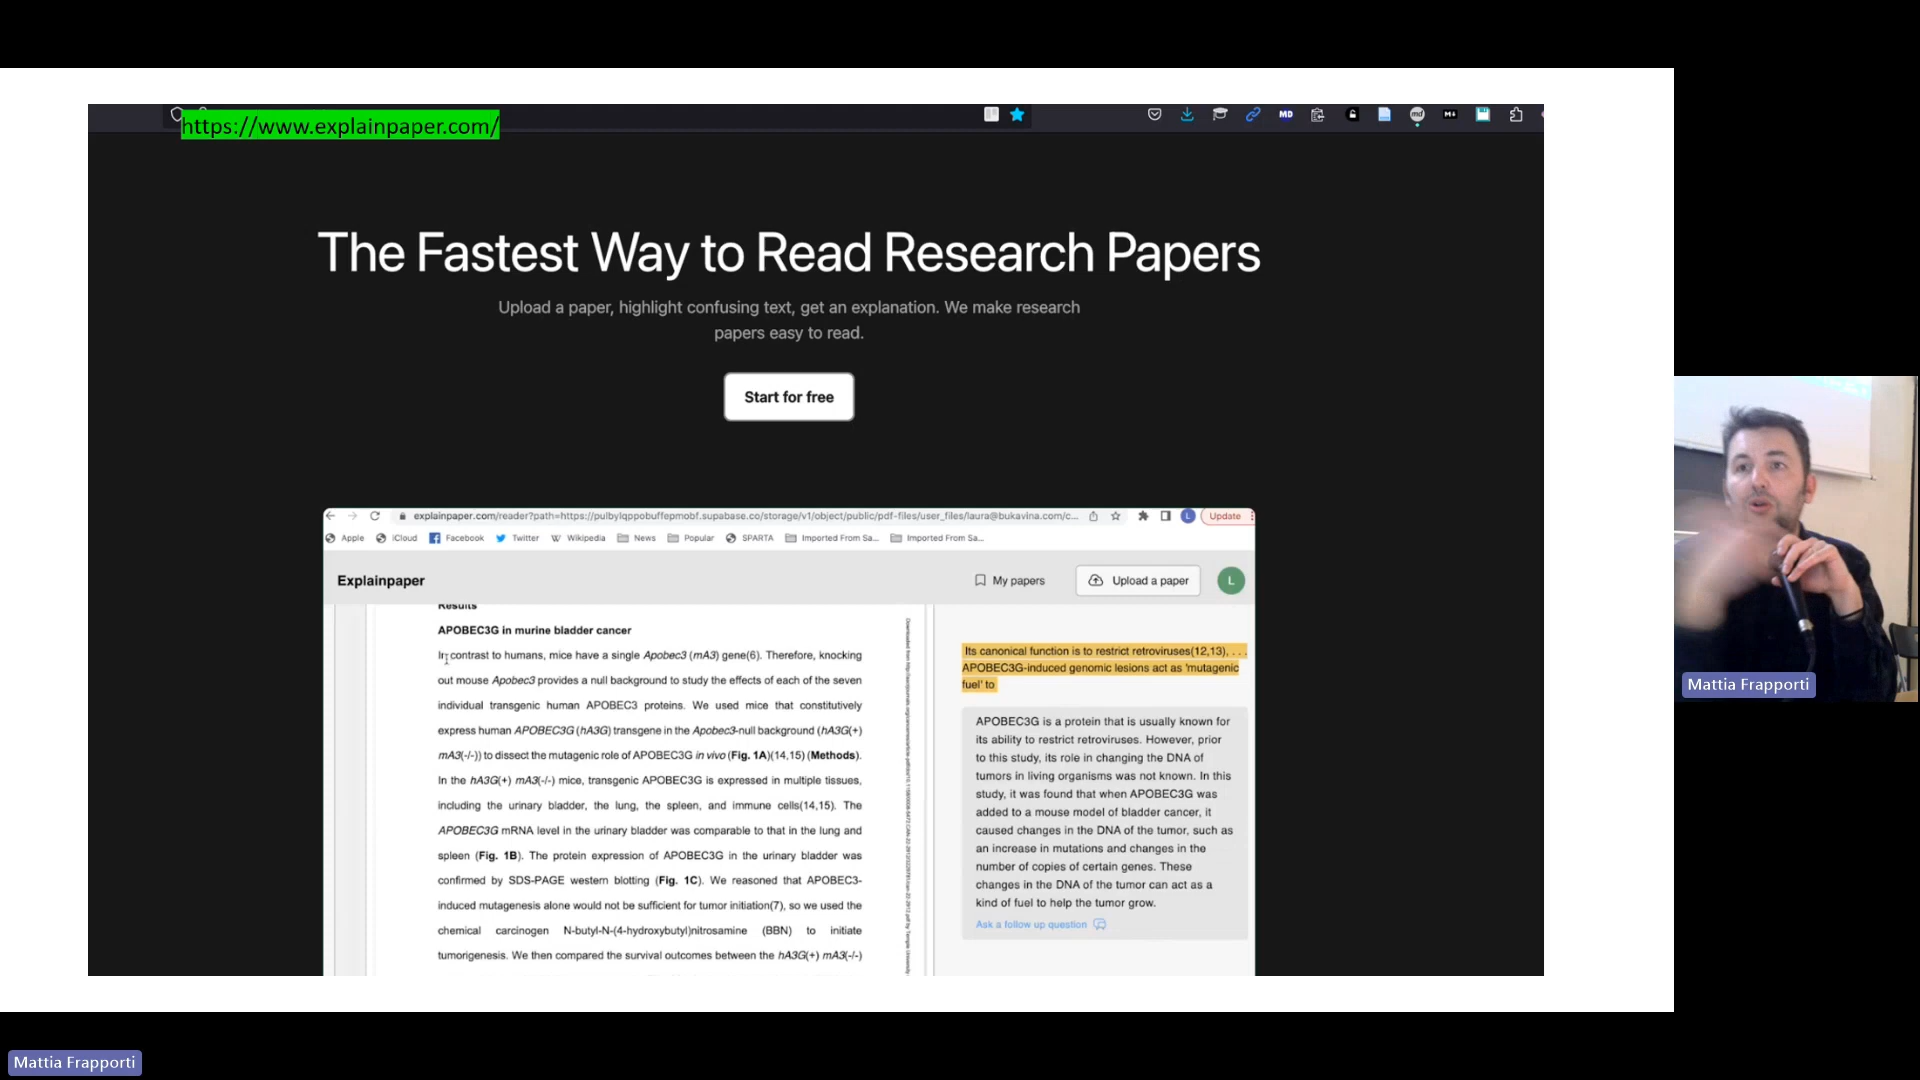 https://www.explainpaper.com/
MD
The Fastest Way to Read Research Papers
Upload a paper, highlight confusing text, get an explanation. We make research
papers easy to read.
Start for free
explainpaper.com/reader?path=https://pulbylqppobuffepmobf.supabase.co/storage/v1/object/public/pdf-files/user_files/laura@bukavina.com/c...
L
Update
Apple
iCloud
Facebook
Twitter
Wikipedia
News
Popular
SPARTA
Imported From Sa...
Imported From Sa...
Explainpaper
My papers
Upload a paper
L
Results
APOBEC3G in murine bladder cancer
In contrast to humans, mice have a single Apobec3 (mA3) gene(6). Therefore, knocking
out mouse Apobec3 provides a null background to study the effects of each of the seven
individual transgenic human APOBEC3 proteins. We used mice that constitutively
express human APOBEC3G (hA3G) transgene in the Apobec3-null background (hA3G(+)
mA3(-/-)) to dissect the mutagenic role of APOBEC3G in vivo (Fig. 1A)(14,15) (Methods).
In the hA3G(+) mA3(-/-) mice, transgenic APOBEC3G is expressed in multiple tissues,
including the urinary bladder, the lung, the spleen, and immune cells(14,15). The
APOBEC3G mRNA level in the urinary bladder was comparable to that in the lung and
spleen (Fig. 1B). The protein expression of APOBEC3G in the urinary bladder was
confirmed by SDS-PAGE western blotting (Fig. 1C). We reasoned that APOBEC3-
induced mutagenesis alone would not be sufficient for tumor initiation(7), so we used the
chemical carcinogen N-butyl-N-(4-hydroxybutyl)nitrosamine (BBN) to initiate
tumorigenesis. We then compared the survival outcomes between the hA3G(+) mA3(-/-)
Its canonical function is to restrict retroviruses(12,13), . . .
APOBEC3G-induced genomic lesions act as 'mutagenic
fuel' to
APOBEC3G is a protein that is usually known for
its ability to restrict retroviruses. However, prior
to this study, its role in changing the DNA of
tumors in living organisms was not known. In this
study, it was found that when APOBEC3G was
added to a mouse model of bladder cancer, it
caused changes in the DNA of the tumor, such as
an increase in mutations and changes in the
number of copies of certain genes. These
changes in the DNA of the tumor can act as a
kind of fuel to help the tumor grow.
Ask a follow up question
Mattia Frapporti
Mattia Frapporti